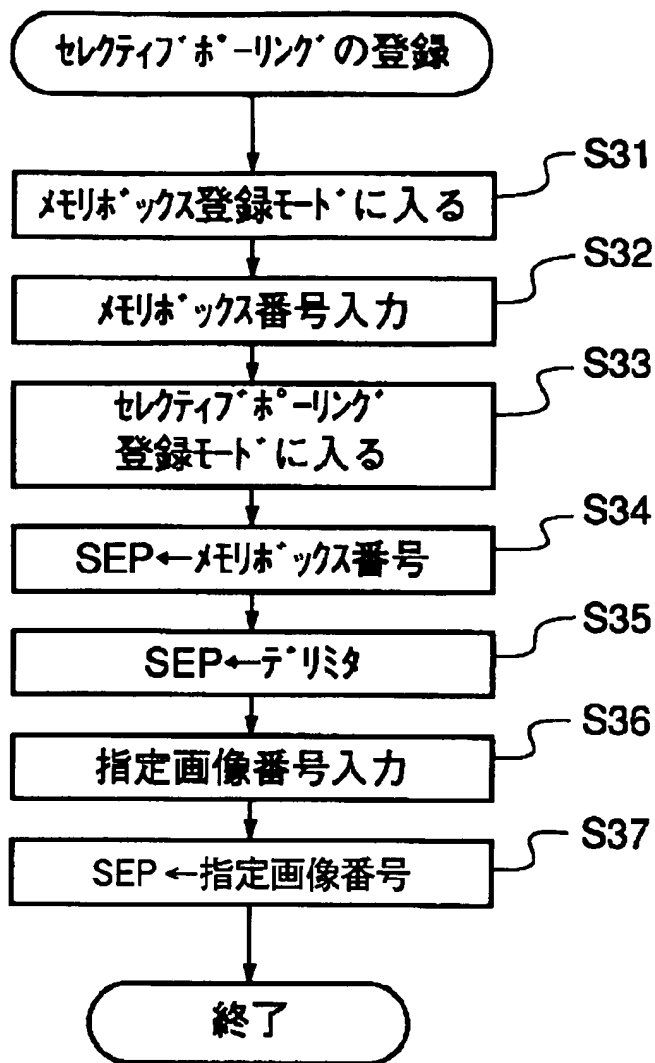 セレクティブポーリングの登録
S31
メモリボックス登録モードに入る
S32
メモリボックス番号入力
S33
セレクティブポーリング
登録モードに入る
S34
SEP←メモリボックス番号
S35
SEP←デリミタ
S36
指定画像番号入力
S37
SEP←指定画像番号
終了